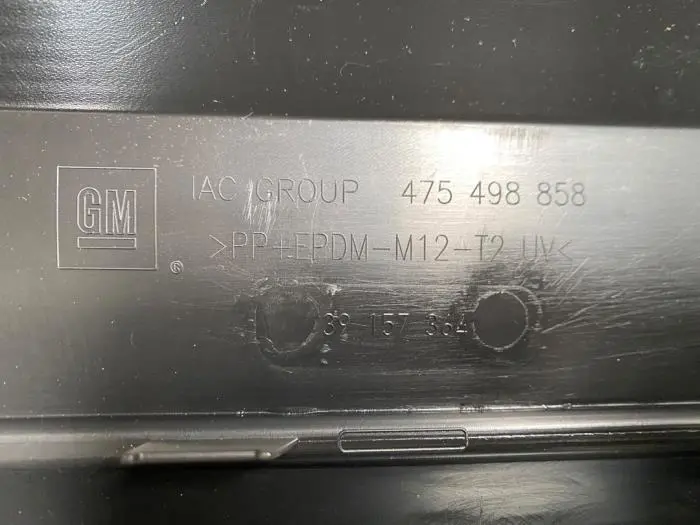 GM
IAC GROUP 475 498 858
®
>PP+EPDM-M12-T2 UV<
39 157 364